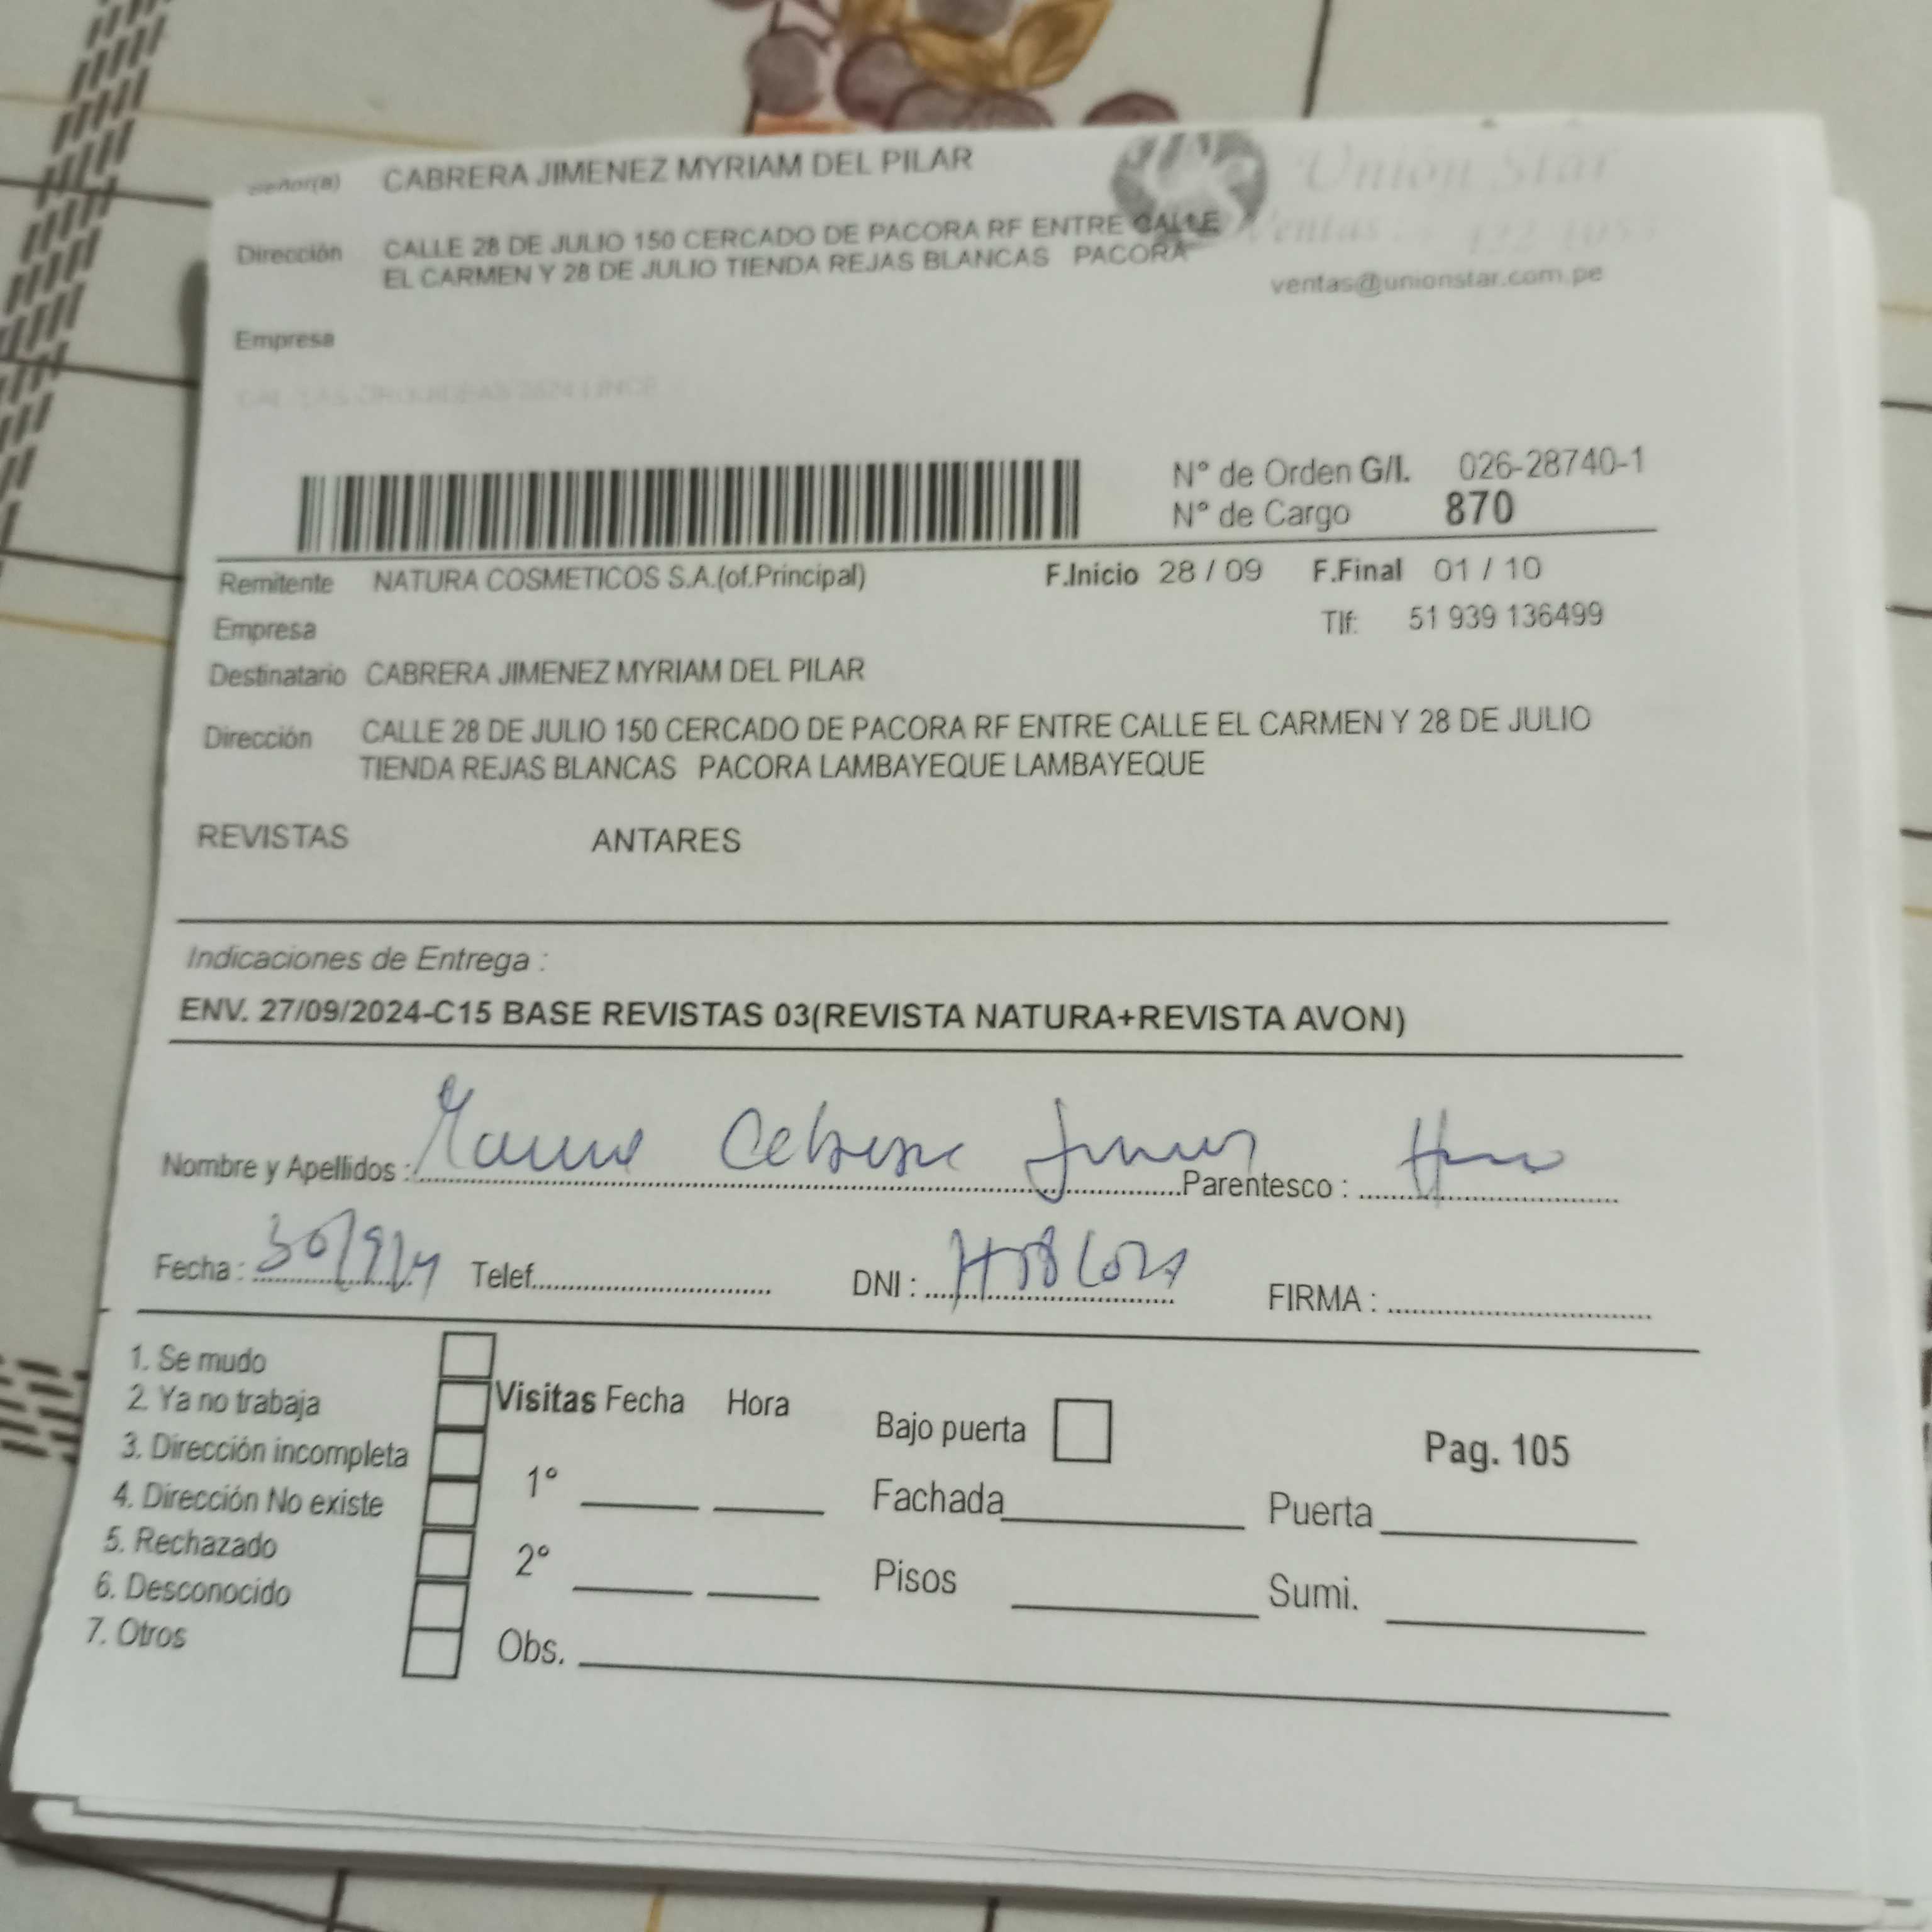 Señor(a) CABRERA JIMENEZ MYRIAM DEL PILAR
Unión Star
Dirección CALLE 28 DE JULIO 150 CERCADO DE PACORA RF ENTRE CALLE
EL CARMEN Y 28 DE JULIO TIENDA REJAS BLANCAS PACORA
Ventas
ventas@unionstar.com.pe
Empresa
N° de Orden G/I. 026-28740-1
N° de Cargo 870
Remitente NATURA COSMETICOS S.A.(of.Principal) F.Inicio 28 / 09 F.Final 01 / 10
Empresa Tlf: 51 939 136499
Destinatario CABRERA JIMENEZ MYRIAM DEL PILAR
Dirección CALLE 28 DE JULIO 150 CERCADO DE PACORA RF ENTRE CALLE EL CARMEN Y 28 DE JULIO
TIENDA REJAS BLANCAS PACORA LAMBAYEQUE LAMBAYEQUE
REVISTAS ANTARES
Indicaciones de Entrega :
ENV. 27/09/2024-C15 BASE REVISTAS 03(REVISTA NATURA+REVISTA AVON)
Nombre y Apellidos : Parentesco :
Fecha : 30/9/24 Telef. DNI : FIRMA :
1. Se mudo
2. Ya no trabaja Visitas Fecha Hora Bajo puerta Pag. 105
3. Dirección incompleta
4. Dirección No existe 1° Fachada Puerta
5. Rechazado
6. Desconocido 2° Pisos Sumi.
7. Otros Obs.